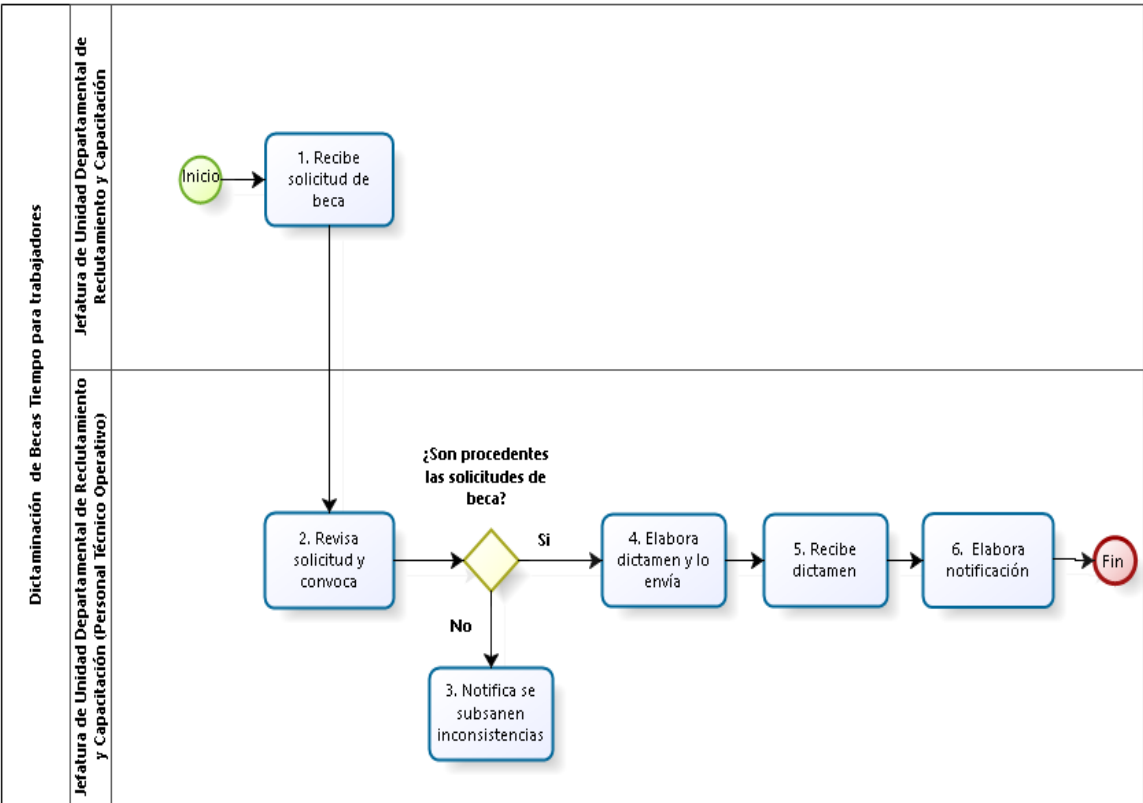 Dictaminación de Becas Tiempo para trabajadores
Jefatura de Unidad Departamental de
Reclutamiento y Capacitación
Inicio
1. Recibe
solicitud de
beca
Jefatura de Unidad Departamental de Reclutamiento
y Capacitación (Personal Técnico Operativo)
2. Revisa
solicitud y
convoca
¿Son procedentes
las solicitudes de
beca?
Si
No
3. Notifica se
subsanen
inconsistencias
4. Elabora
dictamen y lo
envía
5. Recibe
dictamen
6. Elabora
notificación
Fin